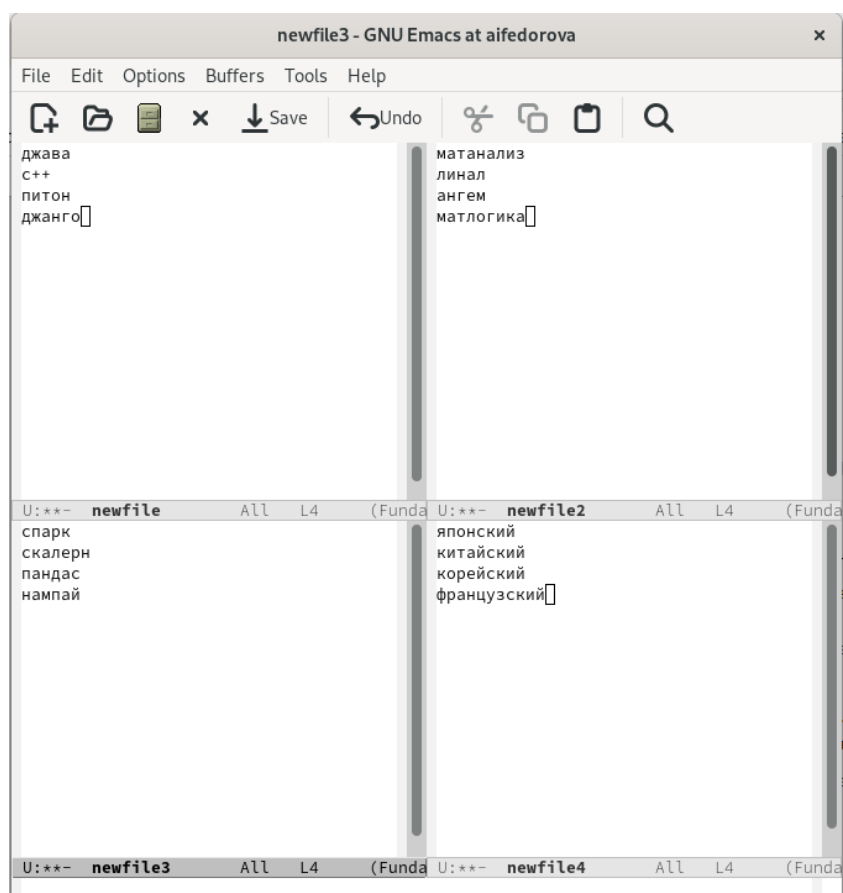 newfile3 - GNU Emacs at aifedorova
File Edit Options Buffers Tools Help
Save Undo
джава
с++
питон
джанго
U:**- newfile All L4 (Funda
матанализ
линал
ангем
матлогика
U:**- newfile2 All L4 (Funda
спарк
скалерн
пандас
нампай
U:**- newfile3 All L4 (Funda
японский
китайский
корейский
французский
U:**- newfile4 All L4 (Funda